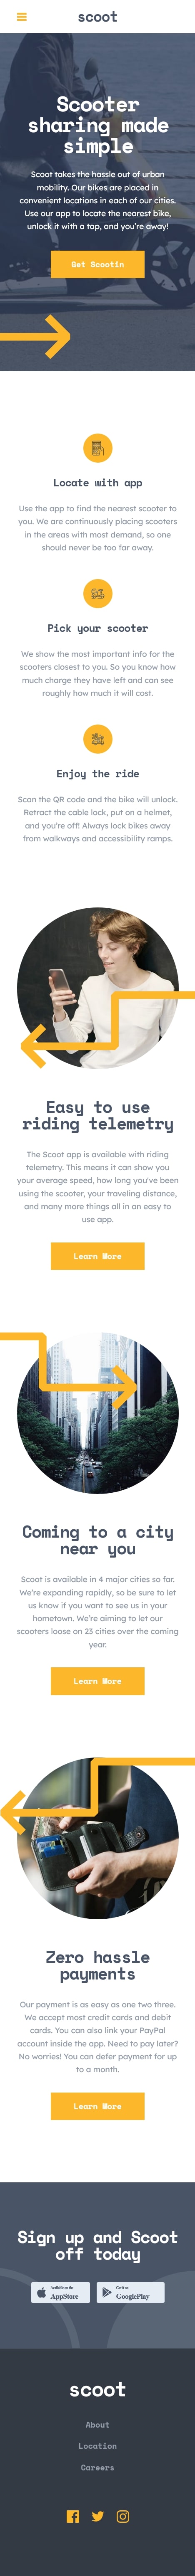 scoot
Scooter
sharing made
simple
Scoot takes the hassle out of urban
mobility. Our bikes are placed in
convenient locations in each of our cities.
Use our app to locate the nearest bike,
unlock it with a tap, and you’re away!
Get Scootin
Locate with app
Use the app to find the nearest scooter to
you. We are continuously placing scooters
in the areas with most demand, so one
should never be too far away.
Pick your scooter
We show the most important info for the
scooters closest to you. So you know how
much charge they have left and can see
roughly how much it will cost.
Enjoy the ride
Scan the QR code and the bike will unlock.
Retract the cable lock, put on a helmet,
and you’re off! Always lock bikes away
from walkways and accessibility ramps.
Easy to use
riding telemetry
The Scoot app is available with riding
telemetry. This means it can show you
your average speed, how long you've been
using the scooter, your traveling distance,
and many more things all in an easy to
use app.
Learn More
Coming to a city
near you
Scoot is available in 4 major cities so far.
We’re expanding rapidly, so be sure to let
us know if you want to see us in your
hometown. We’re aiming to let our
scooters loose on 23 cities over the coming
year.
Learn More
Zero hassle
payments
Our payment is as easy as one two three.
We accept most credit cards and debit
cards. You can also link your PayPal
account inside the app. Need to pay later?
No worries! You can defer payment for up
to a month.
Learn More
Sign up and Scoot
off today
Available on the
AppStore
Get it on
GooglePlay
scoot
About
Location
Careers